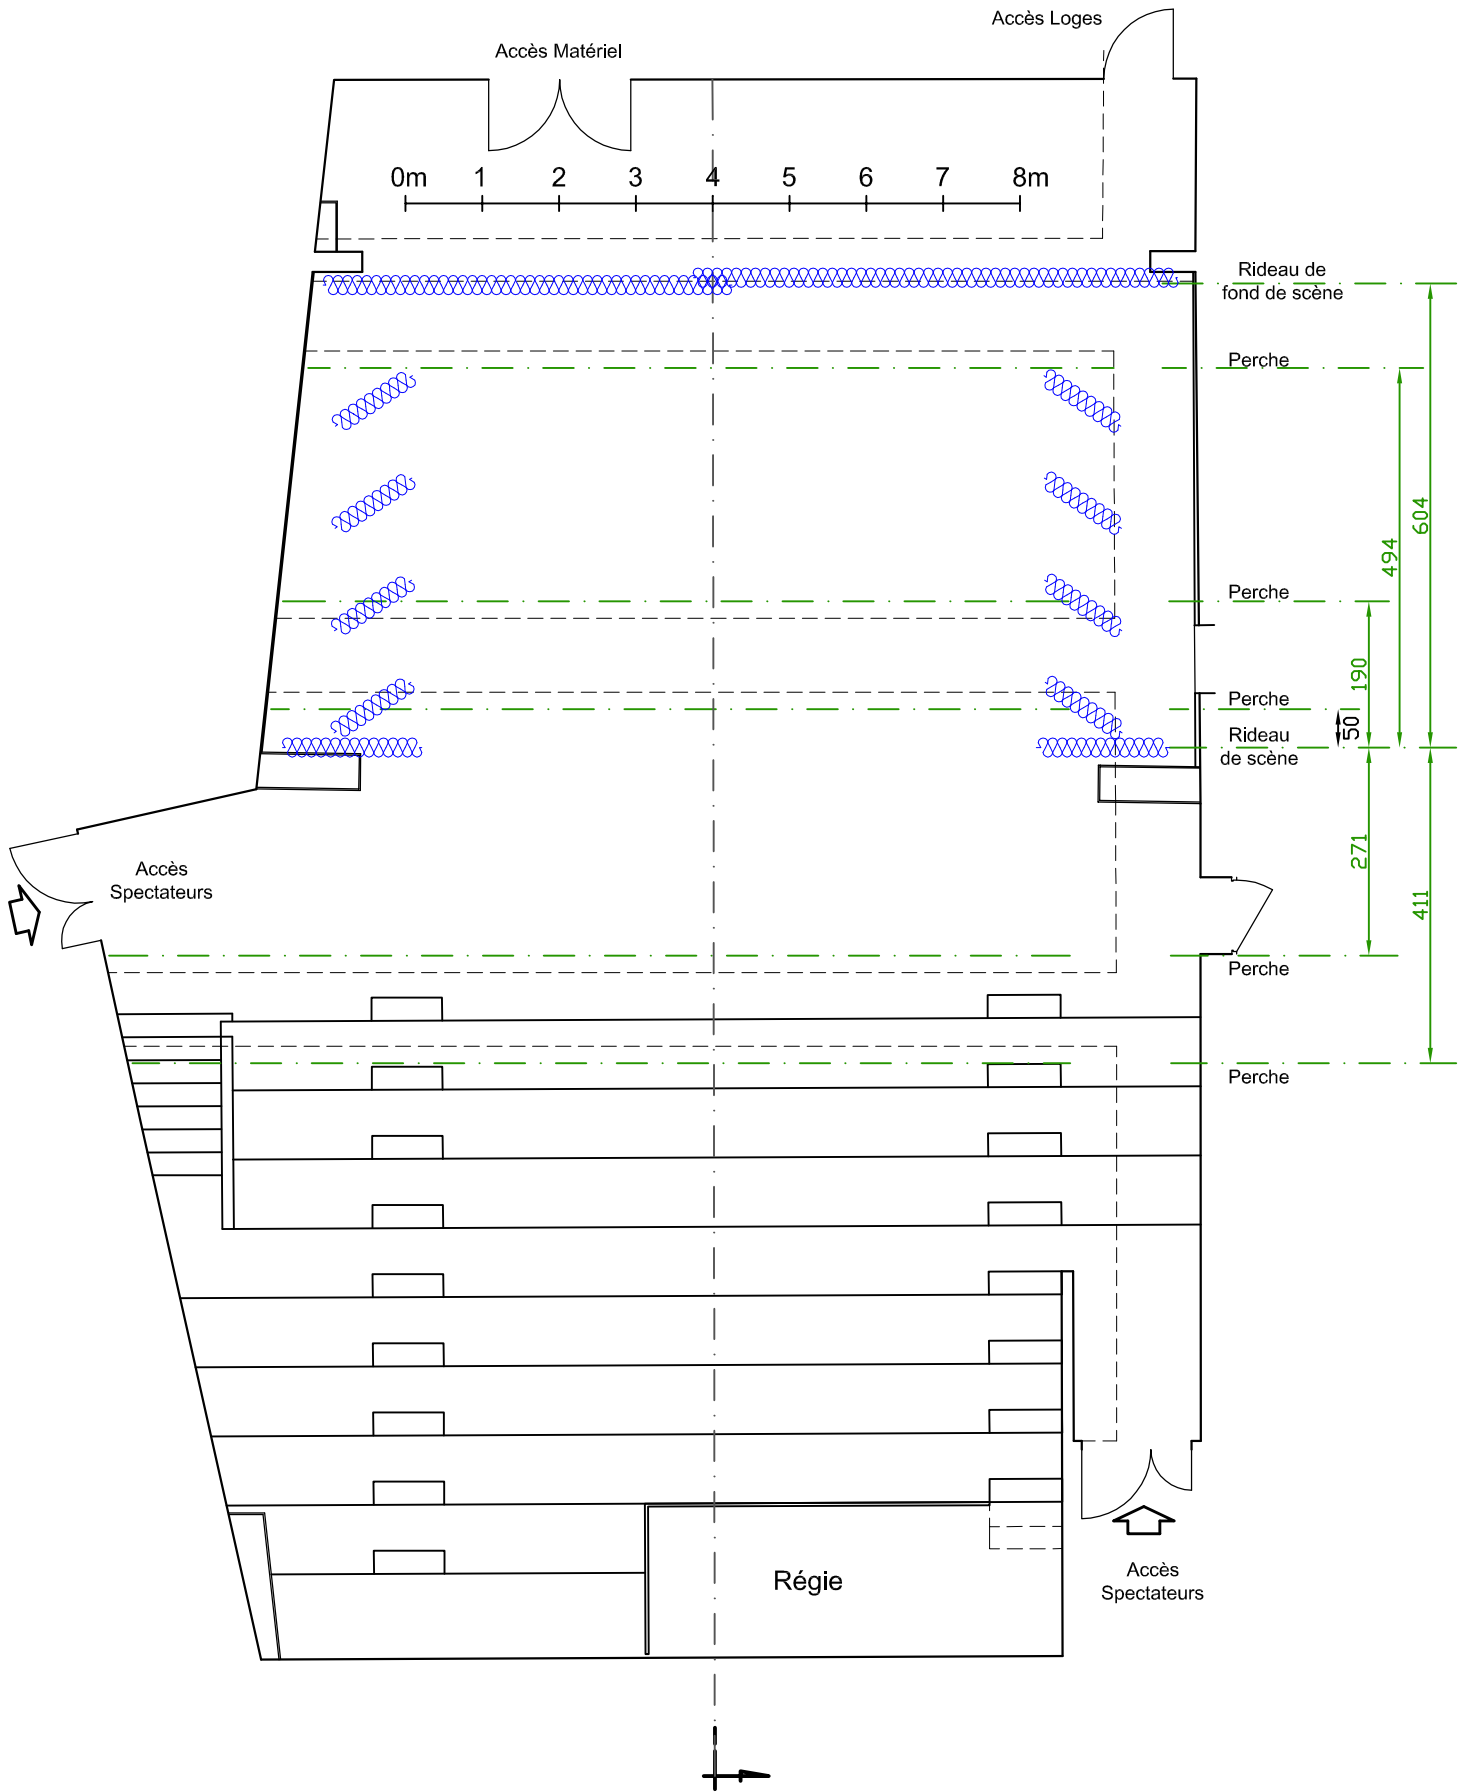 Accès Loges
Accès Matériel
0m 1 2 3 4 5 6 7 8m
Rideau de
fond de scène
Perche
604
494
Perche
190
Perche
50
Rideau
de scène
Accès
Spectateurs
271
411
Perche
Perche
Régie
Accès
Spectateurs